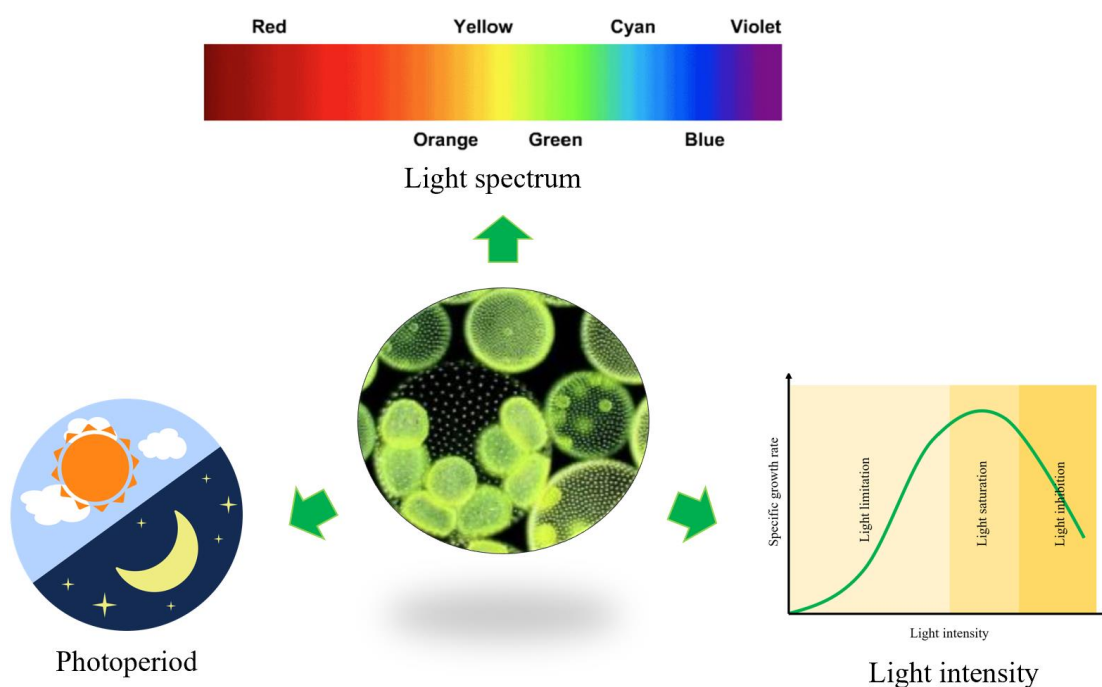 Red Yellow Cyan Violet
Orange Green Blue
Light spectrum
Photoperiod
Specific growth rate
Light limitation
Light saturation
Light inhibition
Light intensity
Light intensity